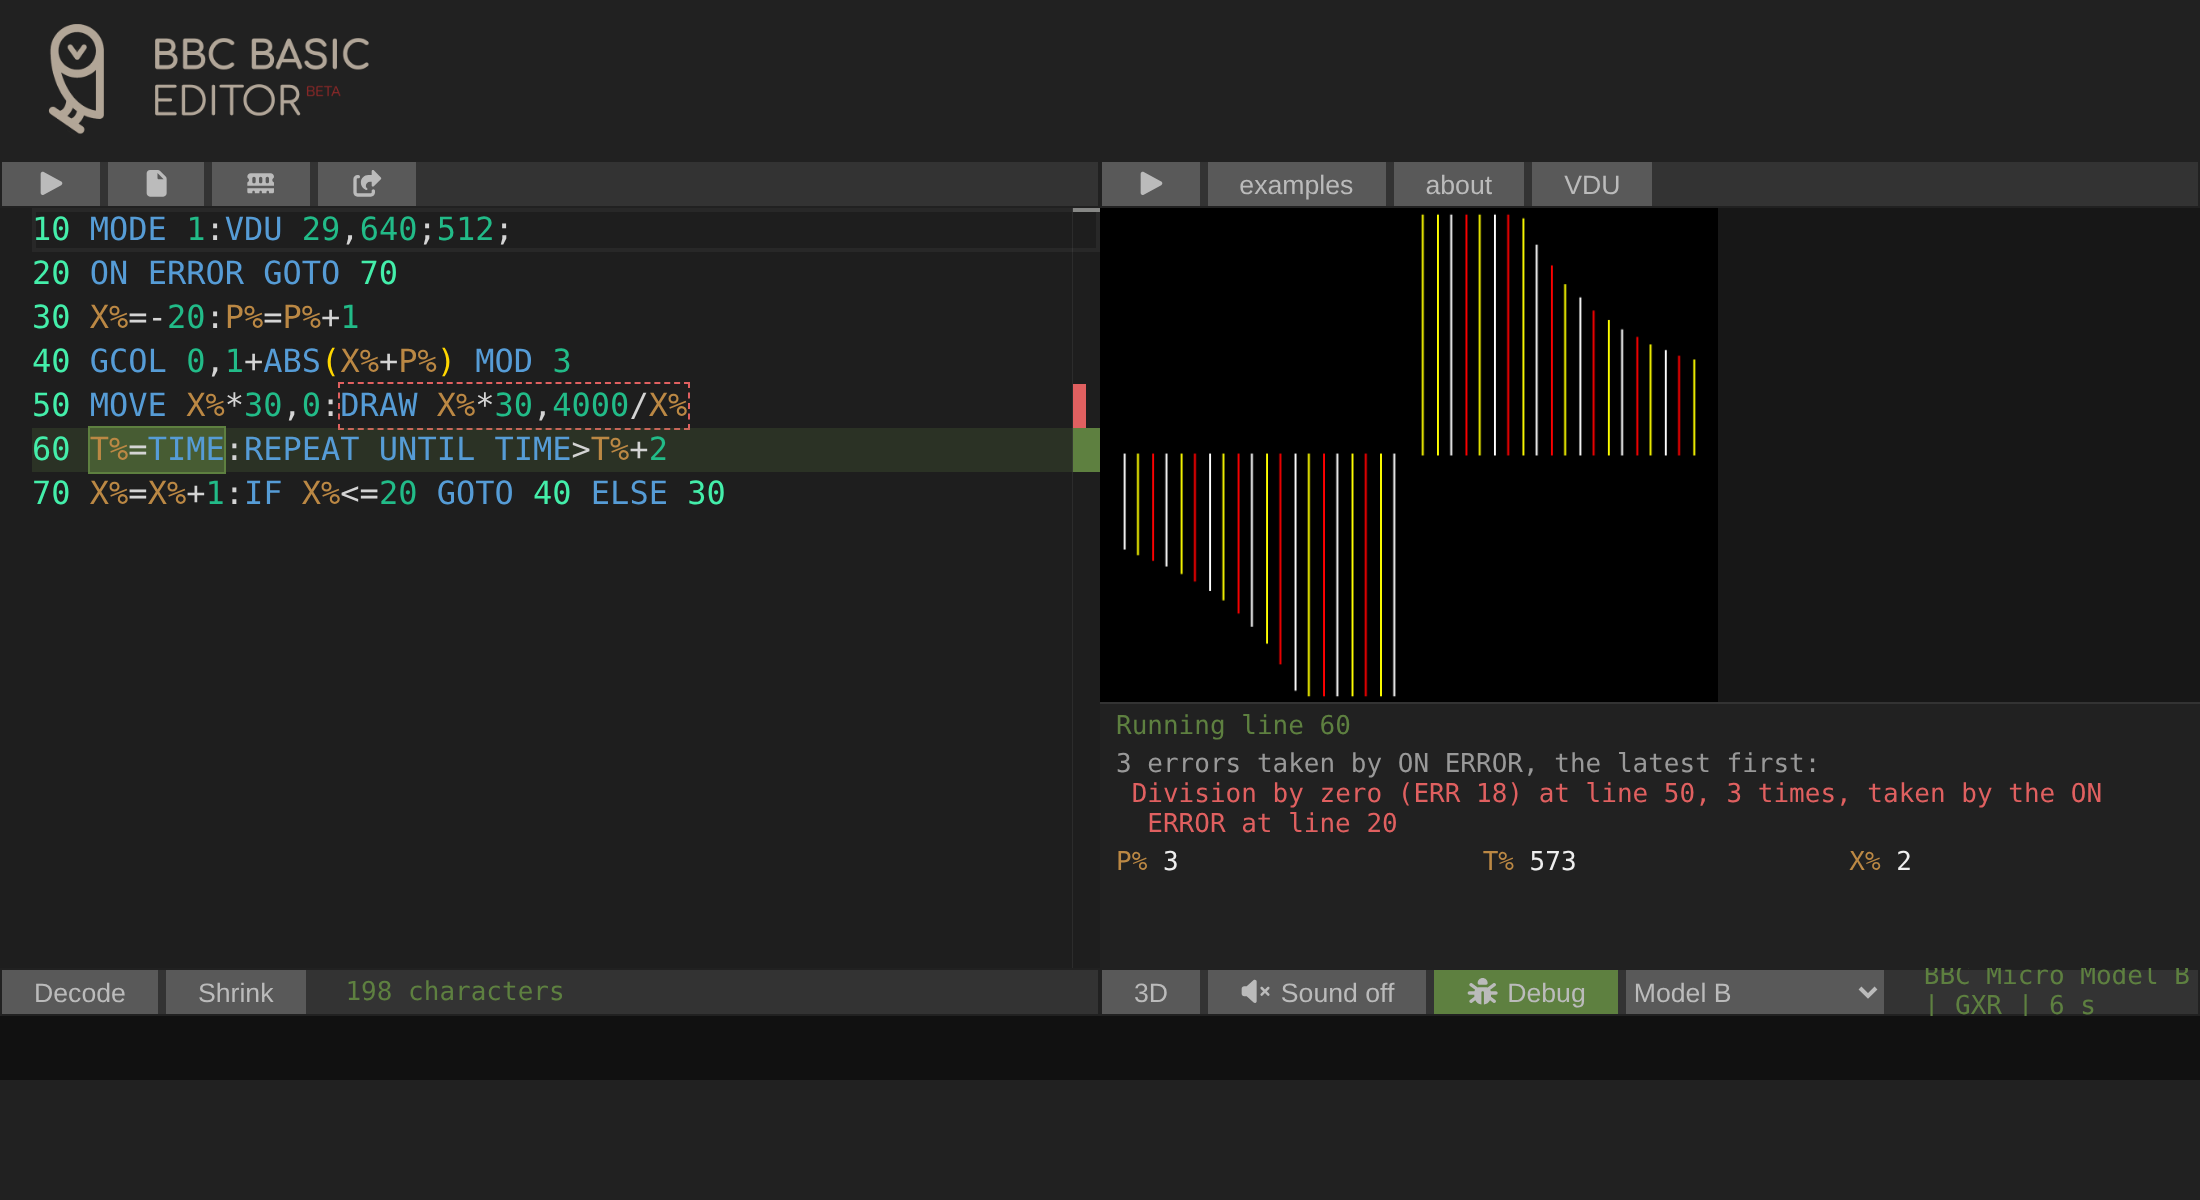 BBC BASIC
EDITOR BETA
examples about VDU
10 MODE 1:VDU 29,640;512;
20 ON ERROR GOTO 70
30 X%=-20:P%=P%+1
40 GCOL 0,1+ABS(X%+P%) MOD 3
50 MOVE X%*30,0:DRAW X%*30,4000/X%
60 T%=TIME:REPEAT UNTIL TIME>T%+2
70 X%=X%+1:IF X%<=20 GOTO 40 ELSE 30
Running line 60
3 errors taken by ON ERROR, the latest first:
Division by zero (ERR 18) at line 50, 3 times, taken by the ON
ERROR at line 20
P% 3 T% 573 X% 2
Decode Shrink 198 characters
3D Sound off Debug Model B
BBC Micro Model B
| GXR | 6 s